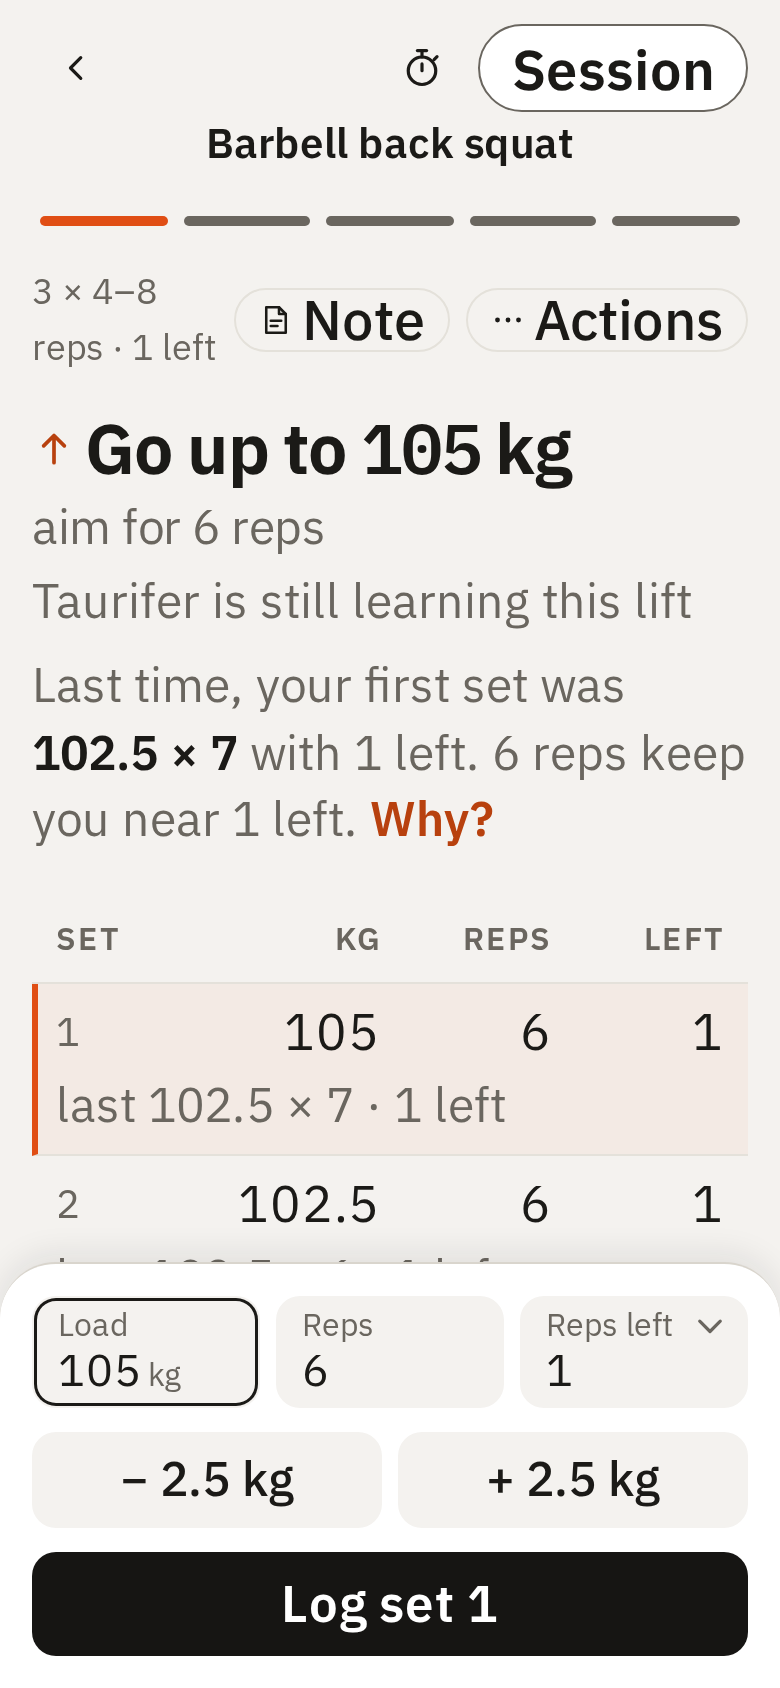 Session
Barbell back squat
3 × 4–8
reps · 1 left
Note
··· Actions
↑ Go up to 105 kg
aim for 6 reps
Taurifer is still learning this lift
Last time, your first set was
102.5 × 7 with 1 left. 6 reps keep
you near 1 left. Why?
SET KG REPS LEFT
1 105 6 1
last 102.5 × 7 · 1 left
2 102.5 6 1
Load
105 kg
Reps
6
Reps left
1
− 2.5 kg
+ 2.5 kg
Log set 1